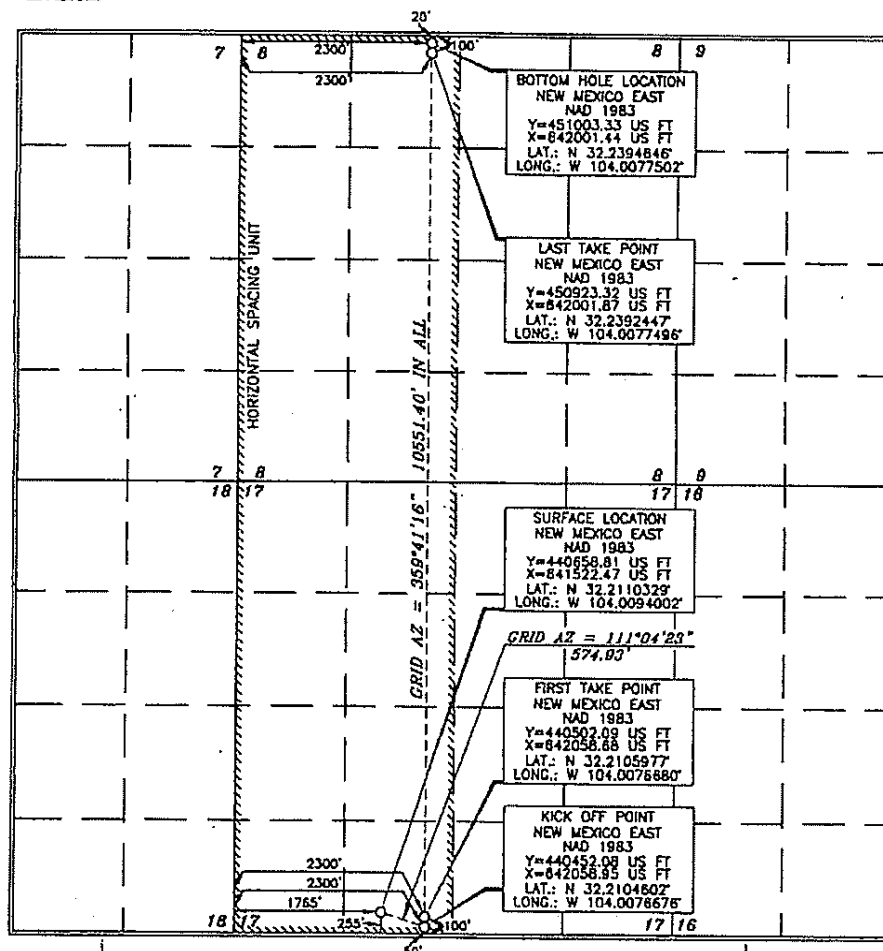 20'
7 8
2300'
100'
8 9
2300'
BOTTOM HOLE LOCATION
NEW MEXICO EAST
NAD 1983
Y=451003.33 US FT
X=642001.44 US FT
LAT.: N 32.2394646°
LONG.: W 104.0077502°
LAST TAKE POINT
NEW MEXICO EAST
NAD 1983
Y=450923.32 US FT
X=642001.87 US FT
LAT.: N 32.2392447°
LONG.: W 104.0077496°
HORIZONTAL SPACING UNIT
GRID AZ = 359°41'16" 10551.40' IN ALL
7 8
18 17
8 9
17 16
SURFACE LOCATION
NEW MEXICO EAST
NAD 1983
Y=440658.81 US FT
X=641522.47 US FT
LAT.: N 32.2110329°
LONG.: W 104.0094002°
GRID AZ = 111°04'23"
574.93'
FIRST TAKE POINT
NEW MEXICO EAST
NAD 1983
Y=440502.09 US FT
X=642058.68 US FT
LAT.: N 32.2105977°
LONG.: W 104.0076680°
KICK OFF POINT
NEW MEXICO EAST
NAD 1983
Y=440452.08 US FT
X=642058.95 US FT
LAT.: N 32.2104602°
LONG.: W 104.0076676°
2300'
2300'
1765'
18 17
255'
100'
17 16